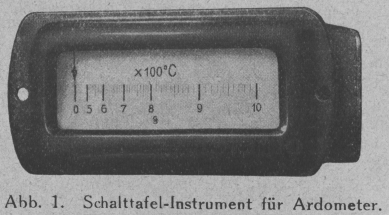 ×100°C
0 5 6 7 8 9 10
9
Abb. 1. Schalttafel-Instrument für Ardometer.